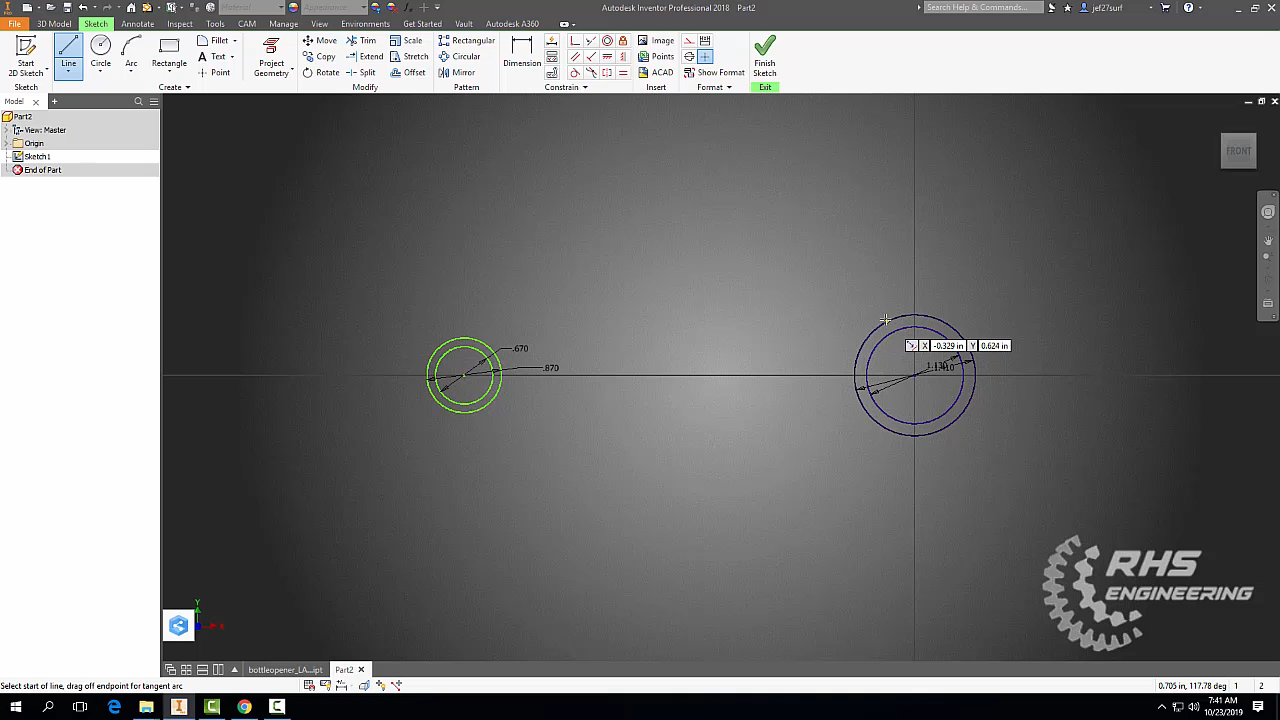 Autodesk Inventor Professional 2018 Part2
Search Help & Commands...
jef27surf
File 3D Model Sketch Annotate Inspect Tools CAM Manage View Environments Get Started Vault Autodesk A360
Start
2D Sketch
Line
Circle
Arc
Rectangle
Fillet
Text
Point
Project
Geometry
Move Trim Scale
Copy Extend Stretch
Rotate Split Offset
Rectangular
Circular
Mirror
Dimension
Image
Points
ACAD
Show Format
Finish
Sketch
Sketch Create Modify Pattern Constrain Insert Format Exit
Model
Part2
View: Master
Origin
Sketch1
End of Part
FRONT
.670
.870
X -0.329 in Y 0.624 in
RHS
ENGINEERING
Y
X
bottleopener_LA...ipt Part2
Select start of line, drag off endpoint for tangent arc
0.705 in, 117.78 deg 1 2
7:41 AM
10/23/2019